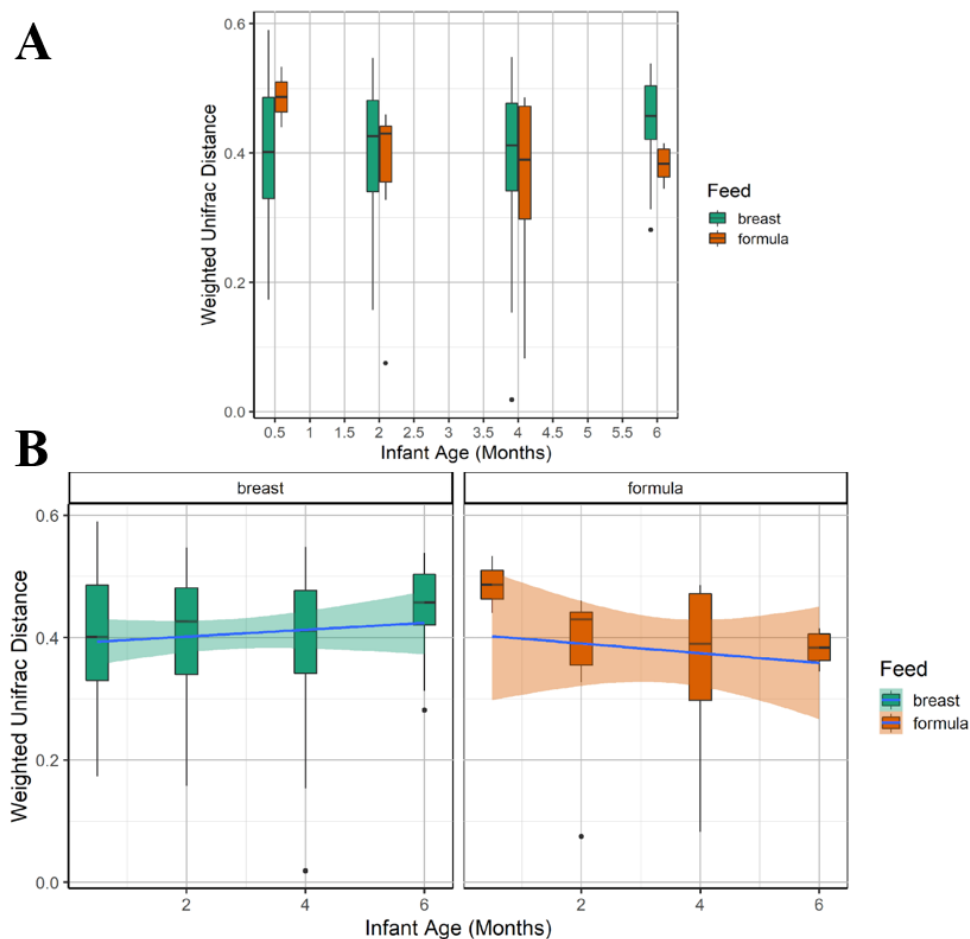 A
Weighted Unifrac Distance
0.6
0.4
0.2
0.0
0.5 1 1.5 2 2.5 3 3.5 4 4.5 5 5.5 6
Infant Age (Months)
Feed
breast
formula
B
breast formula
Weighted Unifrac Distance
0.6
0.4
0.2
0.0
2 4 6 2 4 6
Infant Age (Months)
Feed
breast
formula